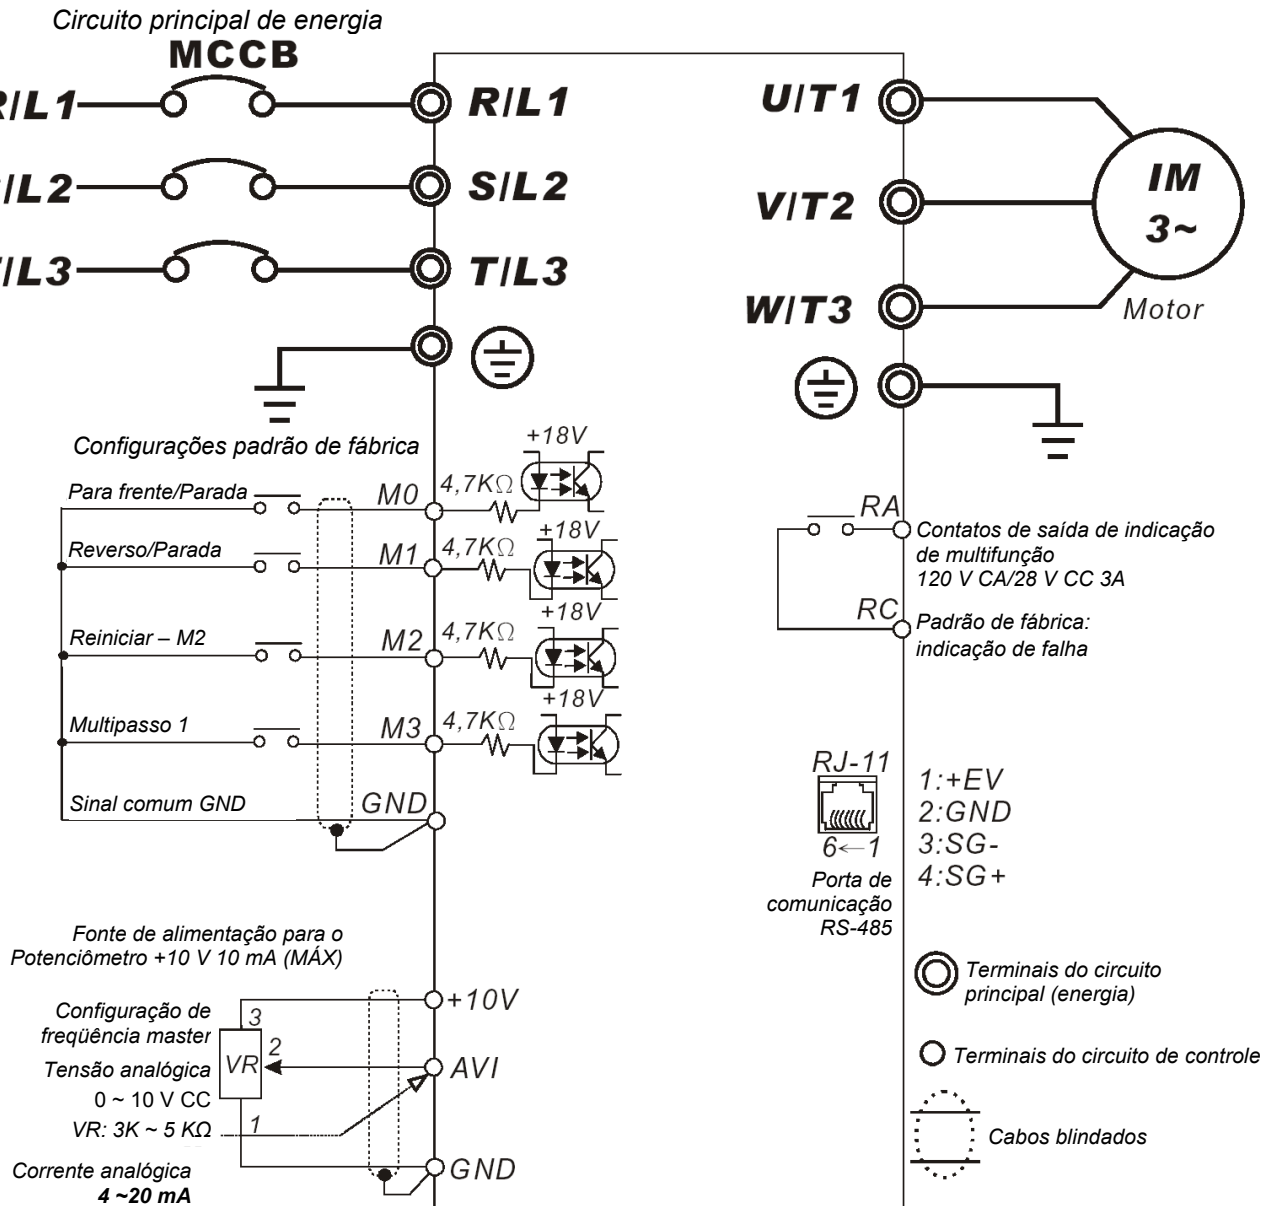 Circuito principal de energia
MCCB
R/L1
R/L1
U/T1
IM
3~
Motor
/L2
S/L2
V/T2
/L3
T/L3
W/T3
Configurações padrão de fábrica
Para frente/Parada
M0
4,7KΩ
+18V
Reverso/Parada
M1
4,7KΩ
+18V
Reiniciar – M2
M2
4,7KΩ
+18V
Multipasso 1
M3
4,7KΩ
+18V
Sinal comum GND
GND
RA
Contatos de saída de indicação
de multifunção
120 V CA/28 V CC 3A
RC
Padrão de fábrica:
indicação de falha
RJ-11
6←1
Porta de
comunicação
RS-485
1:+EV
2:GND
3:SG-
4:SG+
Fonte de alimentação para o
Potenciômetro +10 V 10 mA (MÁX)
Configuração de
freqüência master
Tensão analógica
0 ~ 10 V CC
VR: 3K ~ 5 KΩ
Corrente analógica
4 ~20 mA
3
VR
2
1
+10V
AVI
GND
Terminais do circuito
principal (energia)
Terminais do circuito de controle
Cabos blindados